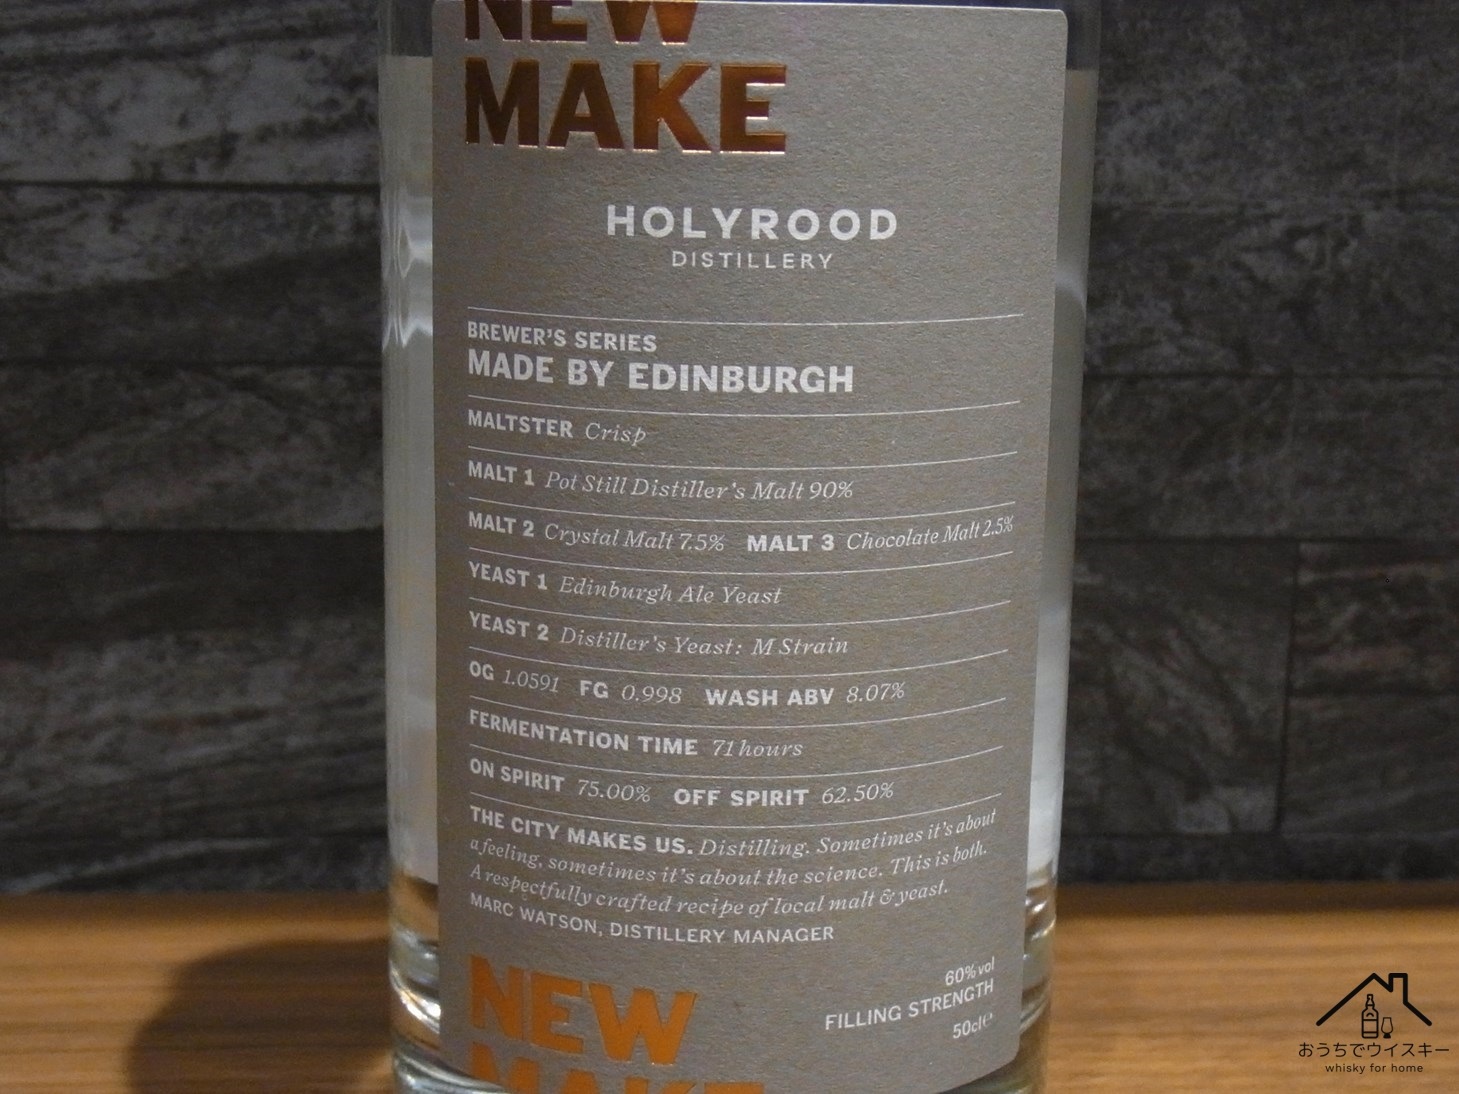 NEW
MAKE
HOLYROOD
DISTILLERY
BREWER'S SERIES
MADE BY EDINBURGH
MALTSTER Crisp
MALT 1 Pot Still Distiller's Malt 90%
MALT 2 Crystal Malt 7.5% MALT 3 Chocolate Malt 2.5%
YEAST 1 Edinburgh Ale Yeast
YEAST 2 Distiller's Yeast: M Strain
OG 1.0591 FG 0.998 WASH ABV 8.07%
FERMENTATION TIME 71 hours
ON SPIRIT 75.00% OFF SPIRIT 62.50%
THE CITY MAKES US. Distilling. Sometimes it's about
a feeling, sometimes it's about the science. This is both.
A respectfully crafted recipe of local malt & yeast.
MARC WATSON, DISTILLERY MANAGER
60% vol
FILLING STRENGTH
50cl e
NEW
MAKE
おうちでウイスキー
whisky for home